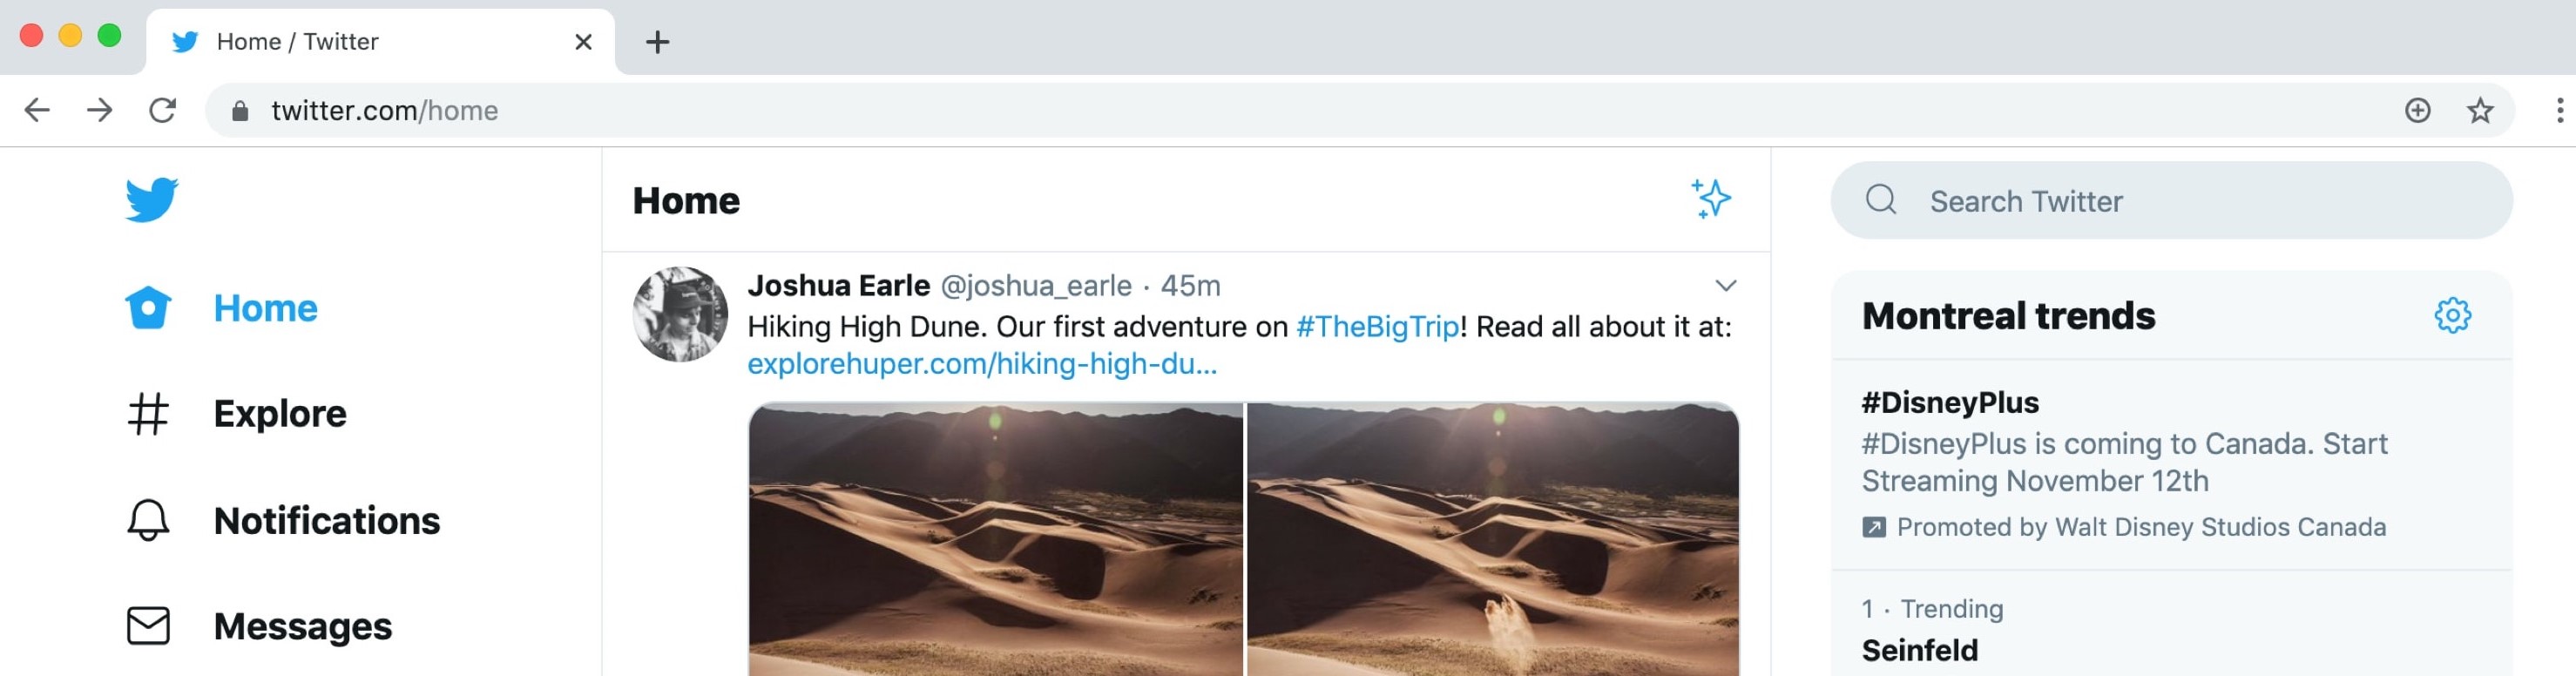 Home / Twitter
twitter.com/home
Home
Explore
Notifications
Messages
Home
Joshua Earle @joshua_earle · 45m
Hiking High Dune. Our first adventure on #TheBigTrip! Read all about it at:
explorehuper.com/hiking-high-du...
Search Twitter
Montreal trends
#DisneyPlus
#DisneyPlus is coming to Canada. Start
Streaming November 12th
Promoted by Walt Disney Studios Canada
1 · Trending
Seinfeld